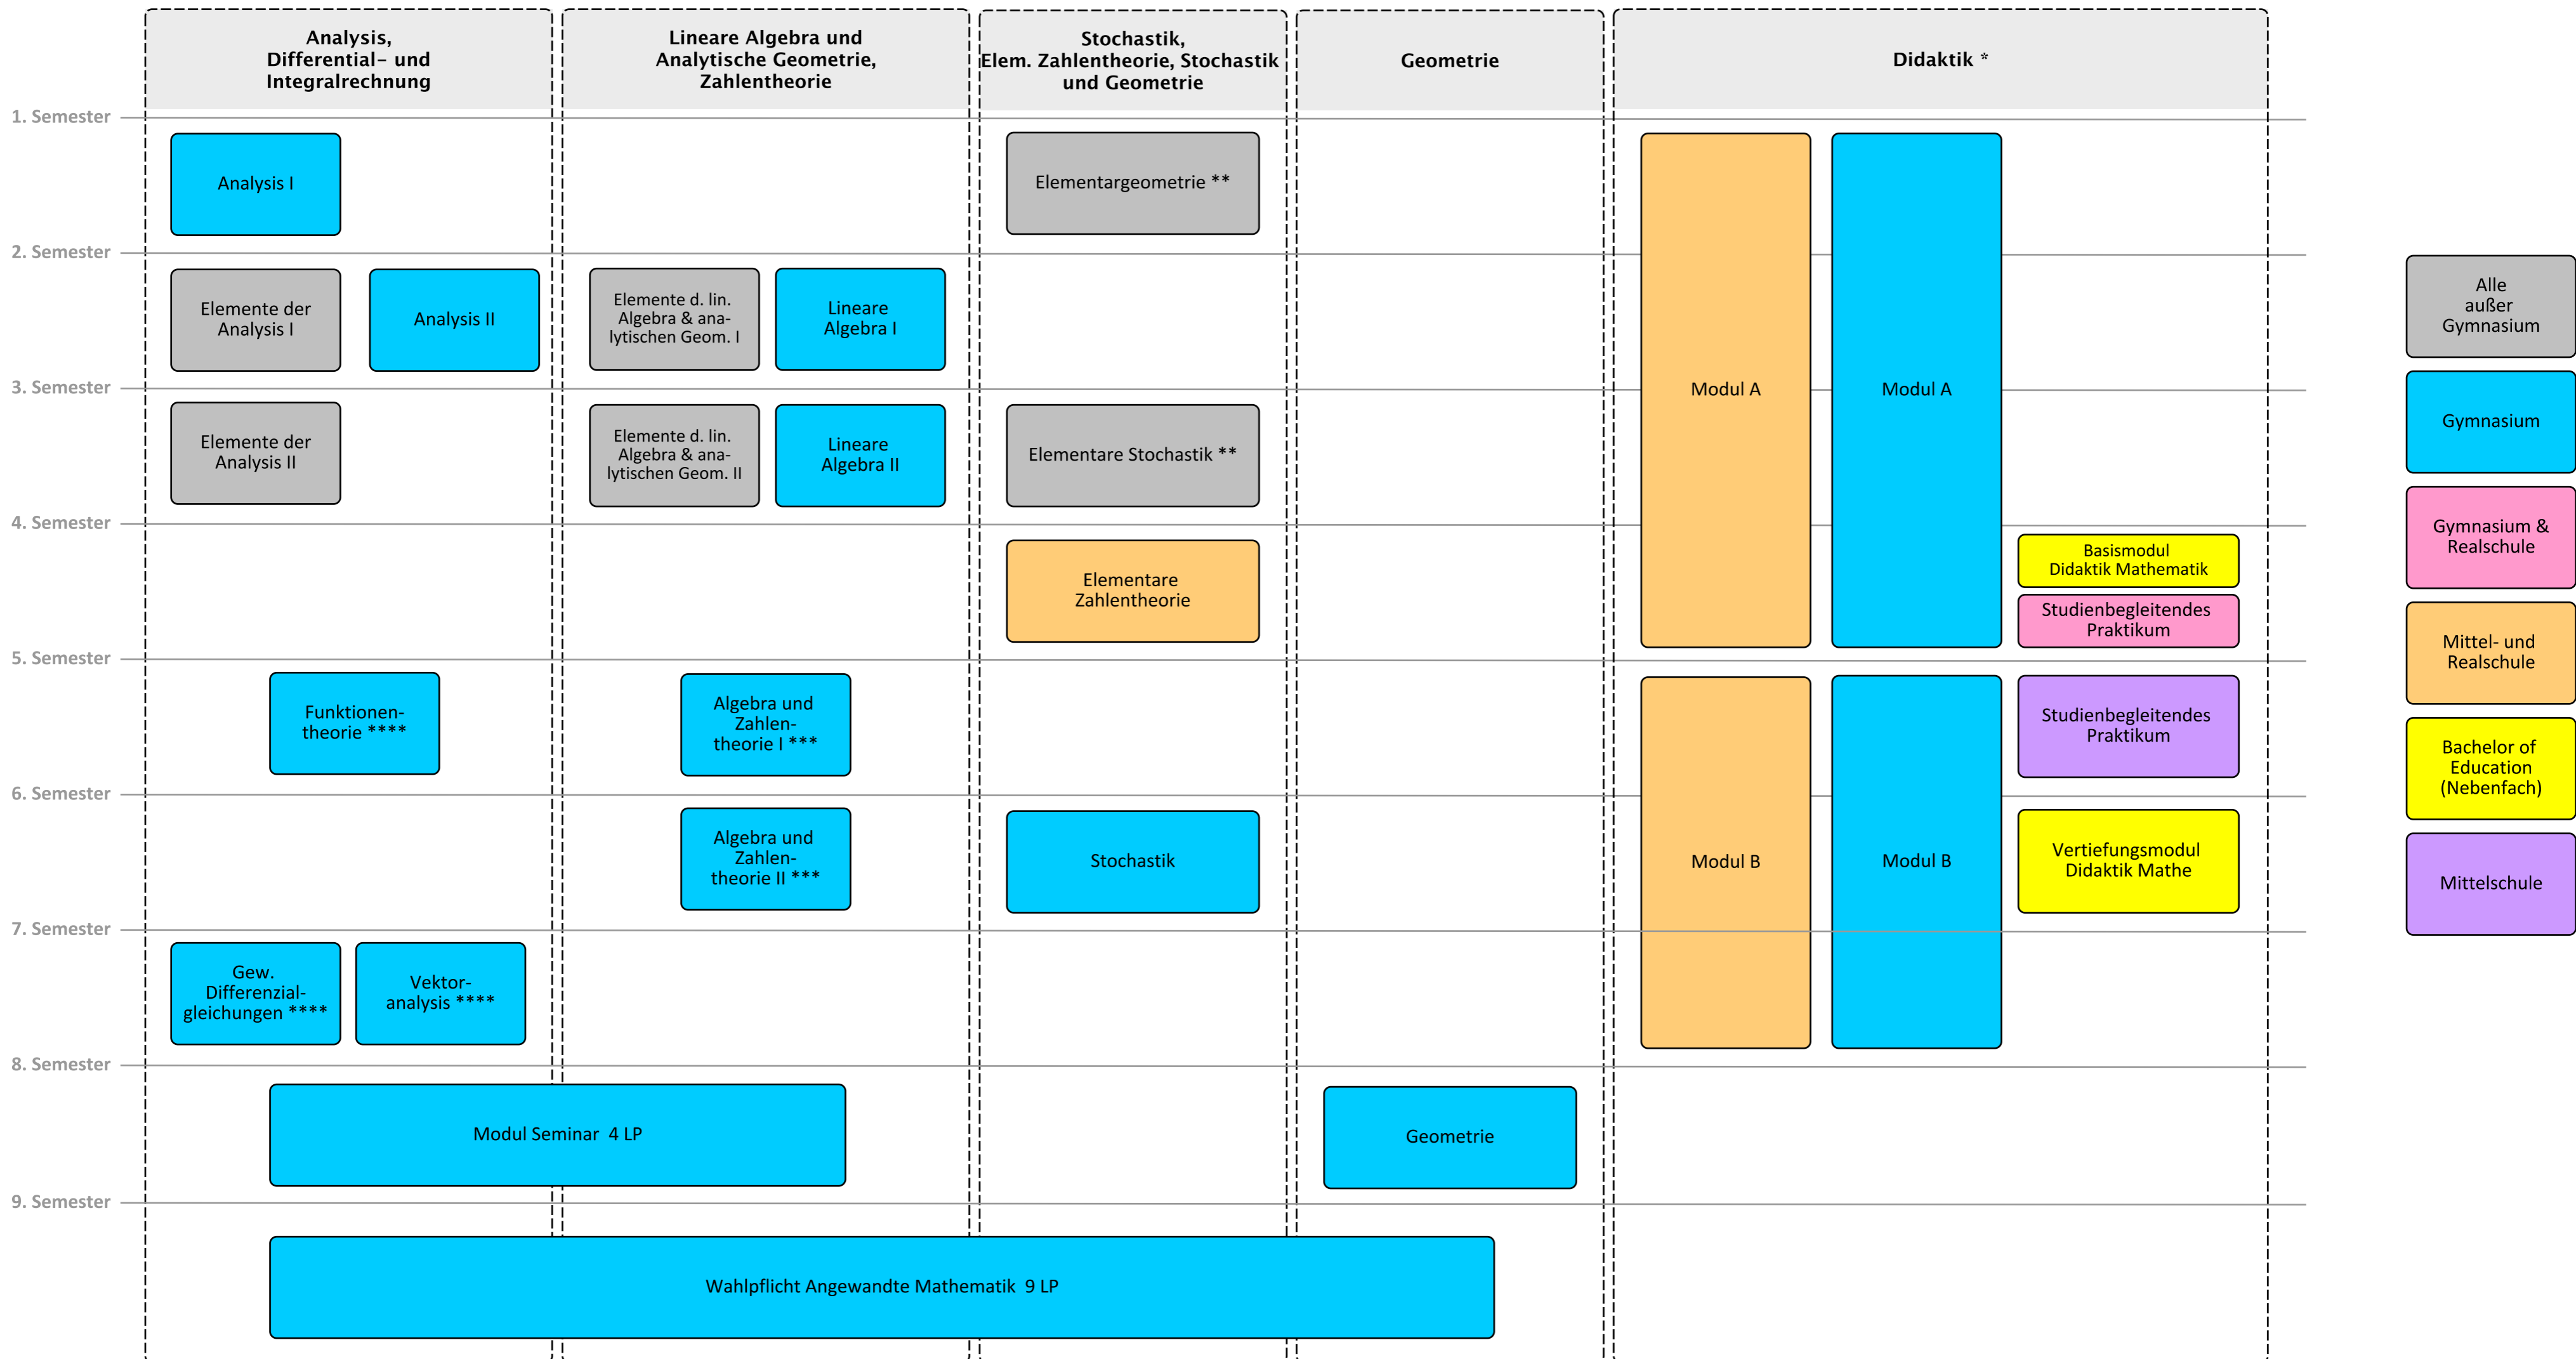 Analysis,
Differential- und
Integralrechnung
Lineare Algebra und
Analytische Geometrie,
Zahlentheorie
Stochastik,
Elem. Zahlentheorie, Stochastik
und Geometrie
Geometrie
Didaktik *
1. Semester
Analysis I
Elementargeometrie **
2. Semester
Elemente der
Analysis I
Analysis II
Elemente d. lin.
Algebra & ana-
lytischen Geom. I
Lineare
Algebra I
3. Semester
Modul A
Modul A
Elemente der
Analysis II
Elemente d. lin.
Algebra & ana-
lytischen Geom. II
Lineare
Algebra II
Elementare Stochastik **
4. Semester
Elementare
Zahlentheorie
Basismodul
Didaktik Mathematik
Studienbegleitendes
Praktikum
5. Semester
Funktionen-
theorie ****
Algebra und
Zahlen-
theorie I ***
Studienbegleitendes
Praktikum
6. Semester
Algebra und
Zahlen-
theorie II ***
Stochastik
Modul B
Modul B
Vertiefungsmodul
Didaktik Mathe
7. Semester
Gew.
Differenzial-
gleichungen ****
Vektor-
analysis ****
8. Semester
Modul Seminar  4 LP
Geometrie
9. Semester
Wahlpflicht Angewandte Mathematik  9 LP
Alle
außer
Gymnasium
Gymnasium
Gymnasium &
Realschule
Mittel- und
Realschule
Bachelor of
Education
(Nebenfach)
Mittelschule